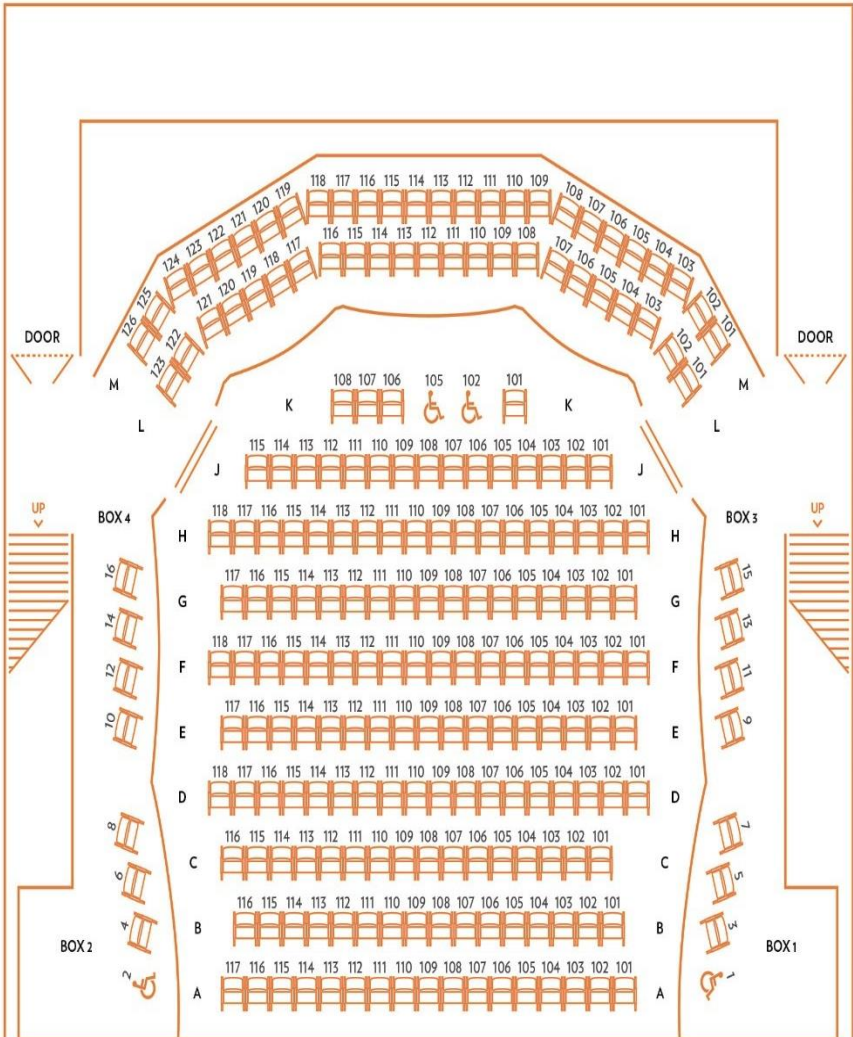 118 117 116 115 114 113 112 111 110 109
124 123 122 121 120 119
108 107 106 105 104 103
126 125
102 101
116 115 114 113 112 111 110 109 108
121 120 119 118 117
107 106 105 104 103
123 122
102 101
DOOR DOOR
M M
L L
108 107 106 105 102 101
K K
115 114 113 112 111 110 109 108 107 106 105 104 103 102 101
J J
UP UP
BOX 4 BOX 3
118 117 116 115 114 113 112 111 110 109 108 107 106 105 104 103 102 101
H H
16 15
117 116 115 114 113 112 111 110 109 108 107 106 105 104 103 102 101
G G
14 13
118 117 116 115 114 113 112 111 110 109 108 107 106 105 104 103 102 101
F F
12 11
117 116 115 114 113 112 111 110 109 108 107 106 105 104 103 102 101
E E
10 9
118 117 116 115 114 113 112 111 110 109 108 107 106 105 104 103 102 101
D D
8 7
116 115 114 113 112 111 110 109 108 107 106 105 104 103 102 101
C C
6 5
116 115 114 113 112 111 110 109 108 107 106 105 104 103 102 101
B B
4 3
BOX 2 BOX 1
117 116 115 114 113 112 111 110 109 108 107 106 105 104 103 102 101
A A
2 1